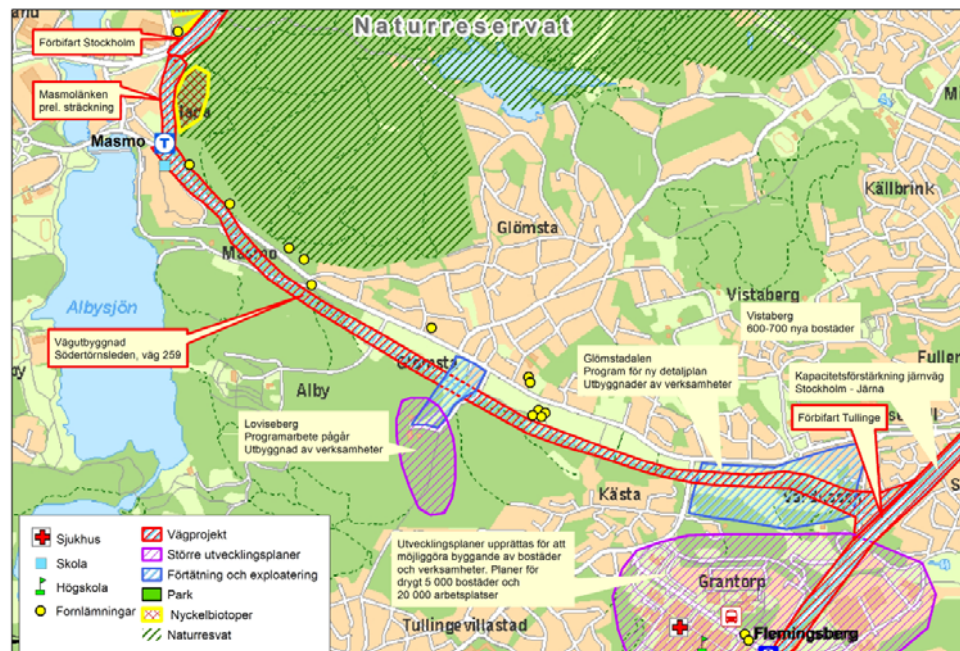 Naturreservat
Förbifart Stockholm
Masmolänken
prel. sträckning
Masmo
T
Källbrink
Glömsta
Masmo
Albysjön
Vistaberg
Vistaberg
600-700 nya bostäder
Vägutbyggnad
Södertörnsleden, väg 259
Glömsta
Glömstadalen
Program för ny detaljplan
Utbyggnader av verksamheter
Kapacitetsförstärkning järnväg
Stockholm - Järna
Alby
Förbifart Tullinge
Loviseberg
Programarbete pågår
Utbyggnad av verksamheter
Kästa
Utvecklingsplaner upprättas för att
möjliggöra byggande av bostäder
och verksamheter. Planer för
drygt 5 000 bostäder och
20 000 arbetsplatser
Grantorp
Tullingevillastad
Flemingsberg
Sjukhus
Skola
Högskola
Fornlämningar
Vägprojekt
Större utvecklingsplaner
Förtätning och exploatering
Park
Nyckelbiotoper
Naturresvat